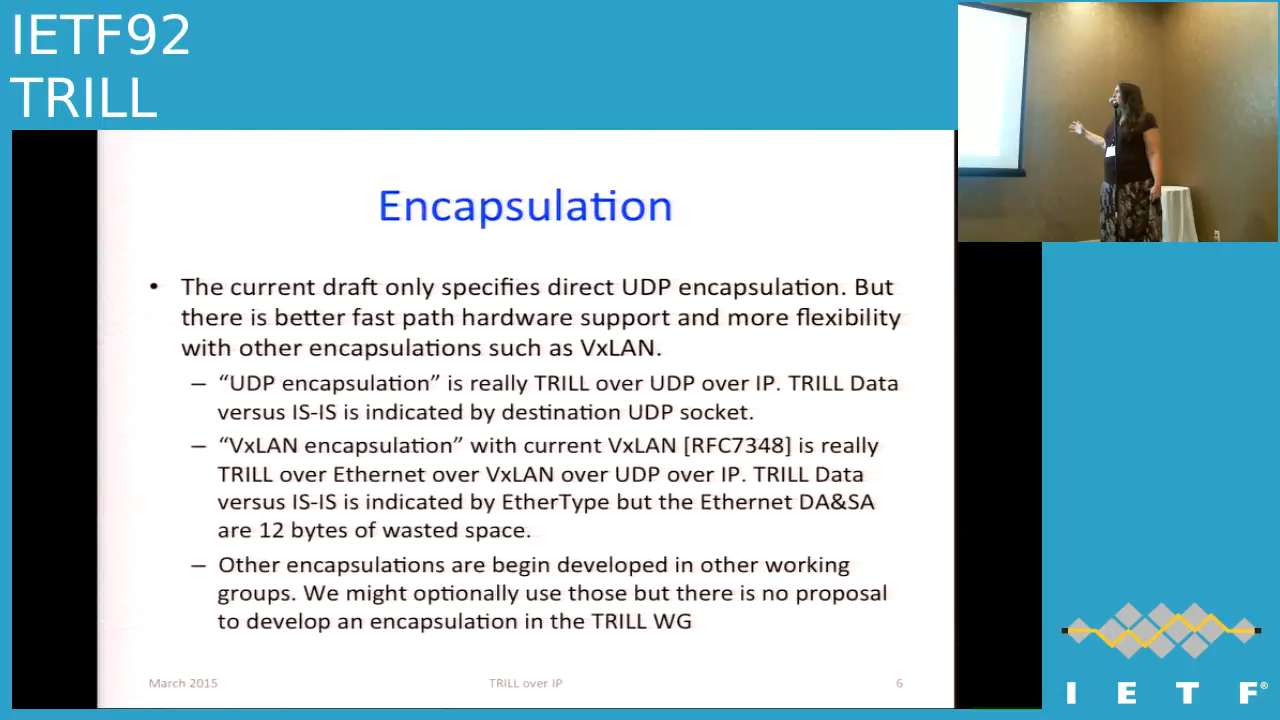 IETF92
TRILL
Encapsulation
• The current draft only specifies direct UDP encapsulation. But
there is better fast path hardware support and more flexibility
with other encapsulations such as VxLAN.
– “UDP encapsulation” is really TRILL over UDP over IP. TRILL Data
versus IS-IS is indicated by destination UDP socket.
– “VxLAN encapsulation” with current VxLAN [RFC7348] is really
TRILL over Ethernet over VxLAN over UDP over IP. TRILL Data
versus IS-IS is indicated by EtherType but the Ethernet DA&SA
are 12 bytes of wasted space.
– Other encapsulations are begin developed in other working
groups. We might optionally use those but there is no proposal
to develop an encapsulation in the TRILL WG
March 2015 TRILL over IP 6
I E T F®